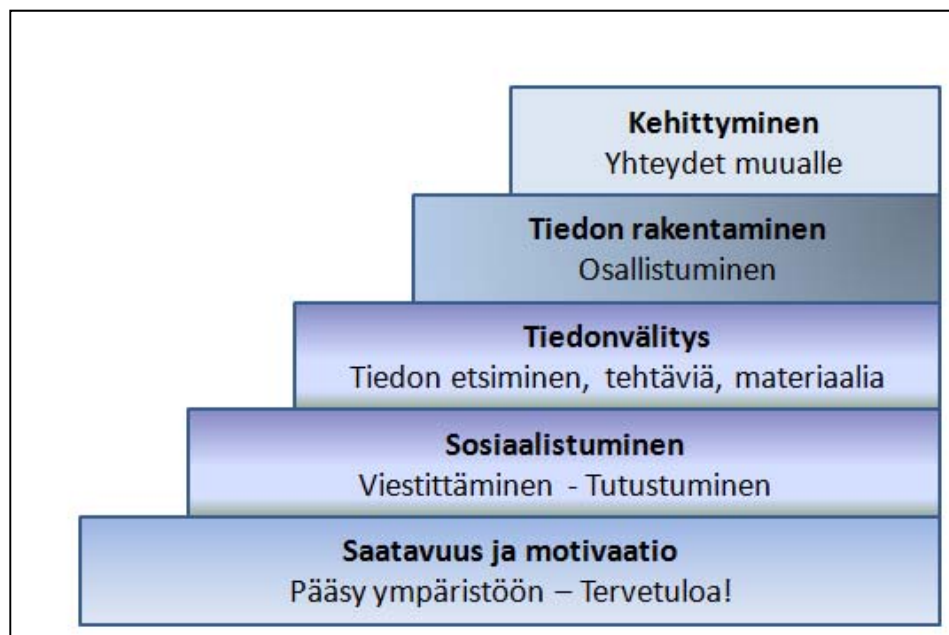 Kehittyminen
Yhteydet muualle
Tiedon rakentaminen
Osallistuminen
Tiedonvälitys
Tiedon etsiminen, tehtäviä, materiaalia
Sosiaalistuminen
Viestittäminen - Tutustuminen
Saatavuus ja motivaatio
Pääsy ympäristöön – Tervetuloa!